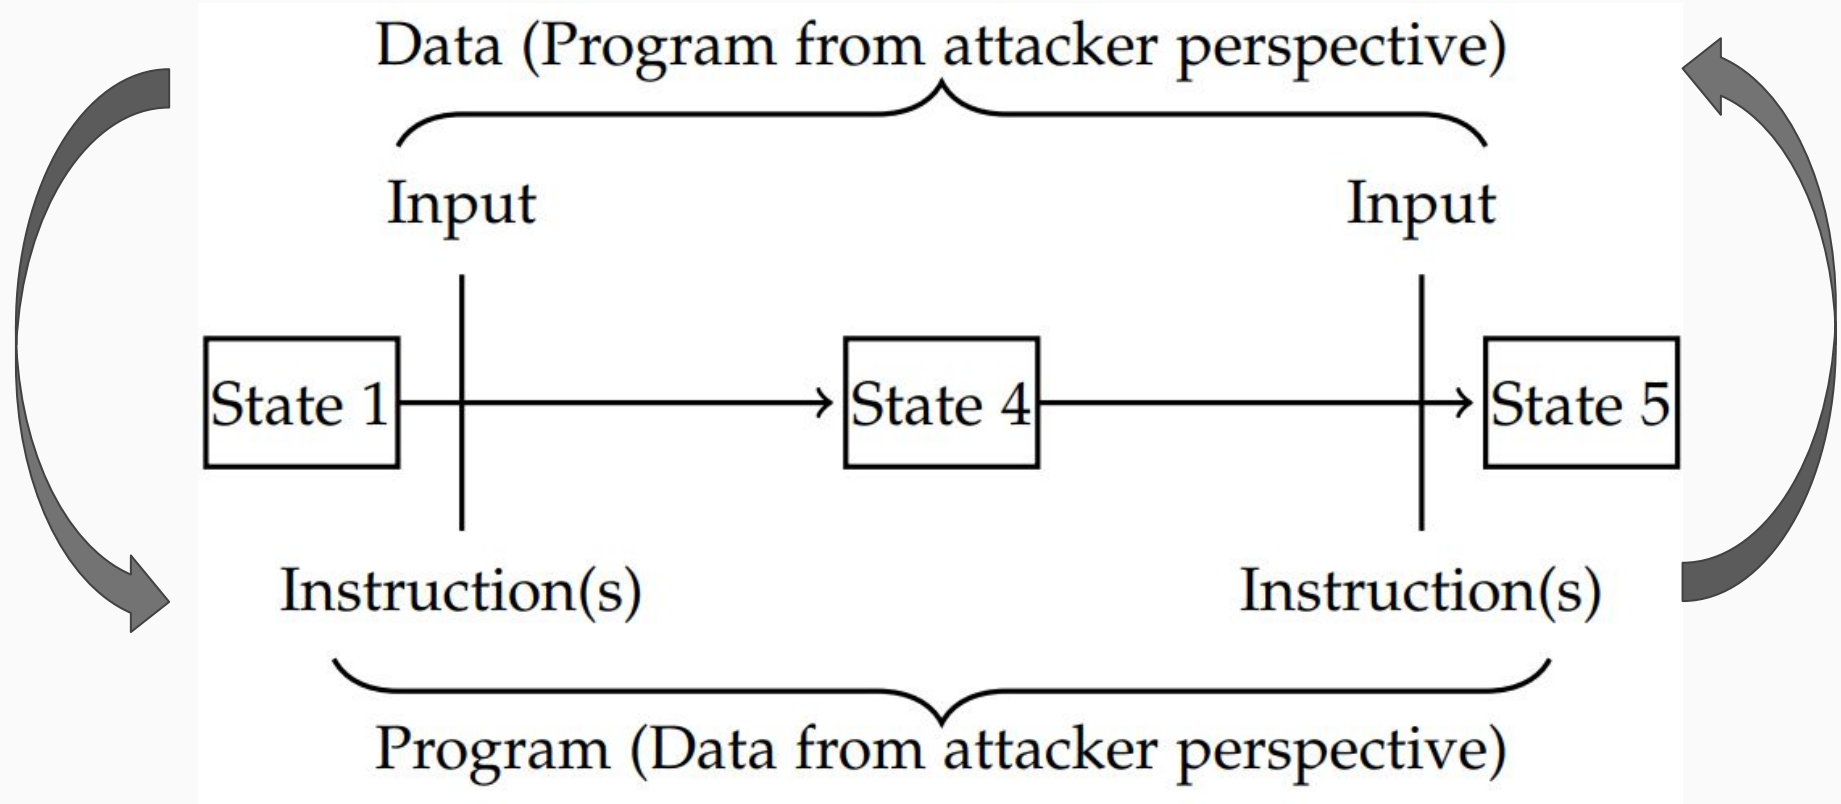 Data (Program from attacker perspective)
Input
Input
State 1
State 4
State 5
Instruction(s)
Instruction(s)
Program (Data from attacker perspective)